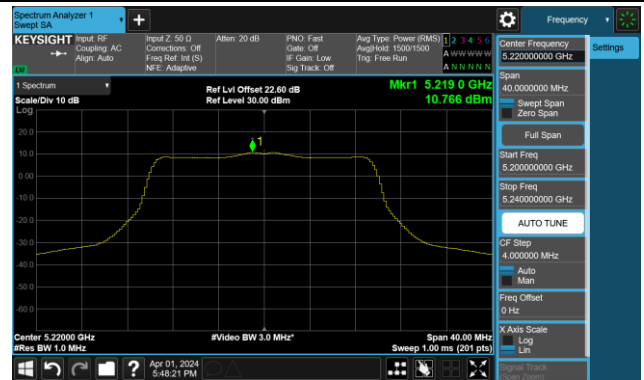 Spectrum Analyzer 1
Swept SA
Frequency
KEYSIGHT
Input: RF
Coupling: AC
Align: Auto
Input Z: 50 Ω
Corrections: Off
Freq Ref: Int (S)
NFE: Adaptive
Atten: 20 dB
PNO: Fast
Gate: Off
IF Gain: Low
Sig Track: Off
Avg Type: Power (RMS)
Avg|Hold: 1500/1500
Trig: Free Run
1 2 3 4 5 6
A W W W W W
A N N N N N
1 Spectrum
Scale/Div 10 dB
Log
Ref Lvl Offset 22.60 dB
Ref Level 30.00 dBm
Mkr1 5.219 0 GHz
10.766 dBm
1
20.0
10.0
0.00
-10.0
-20.0
-30.0
-40.0
-50.0
-60.0
Center 5.22000 GHz
#Res BW 1.0 MHz
#Video BW 3.0 MHz*
Span 40.00 MHz
Sweep 1.00 ms (201 pts)
Apr 01, 2024
5:48:21 PM
Center Frequency
5.220000000 GHz
Span
40.0000000 MHz
Swept Span
Zero Span
Full Span
Start Freq
5.200000000 GHz
Stop Freq
5.240000000 GHz
AUTO TUNE
CF Step
4.000000 MHz
Auto
Man
Freq Offset
0 Hz
X Axis Scale
Log
Lin
Signal Track
(Span Zoom)
Settings